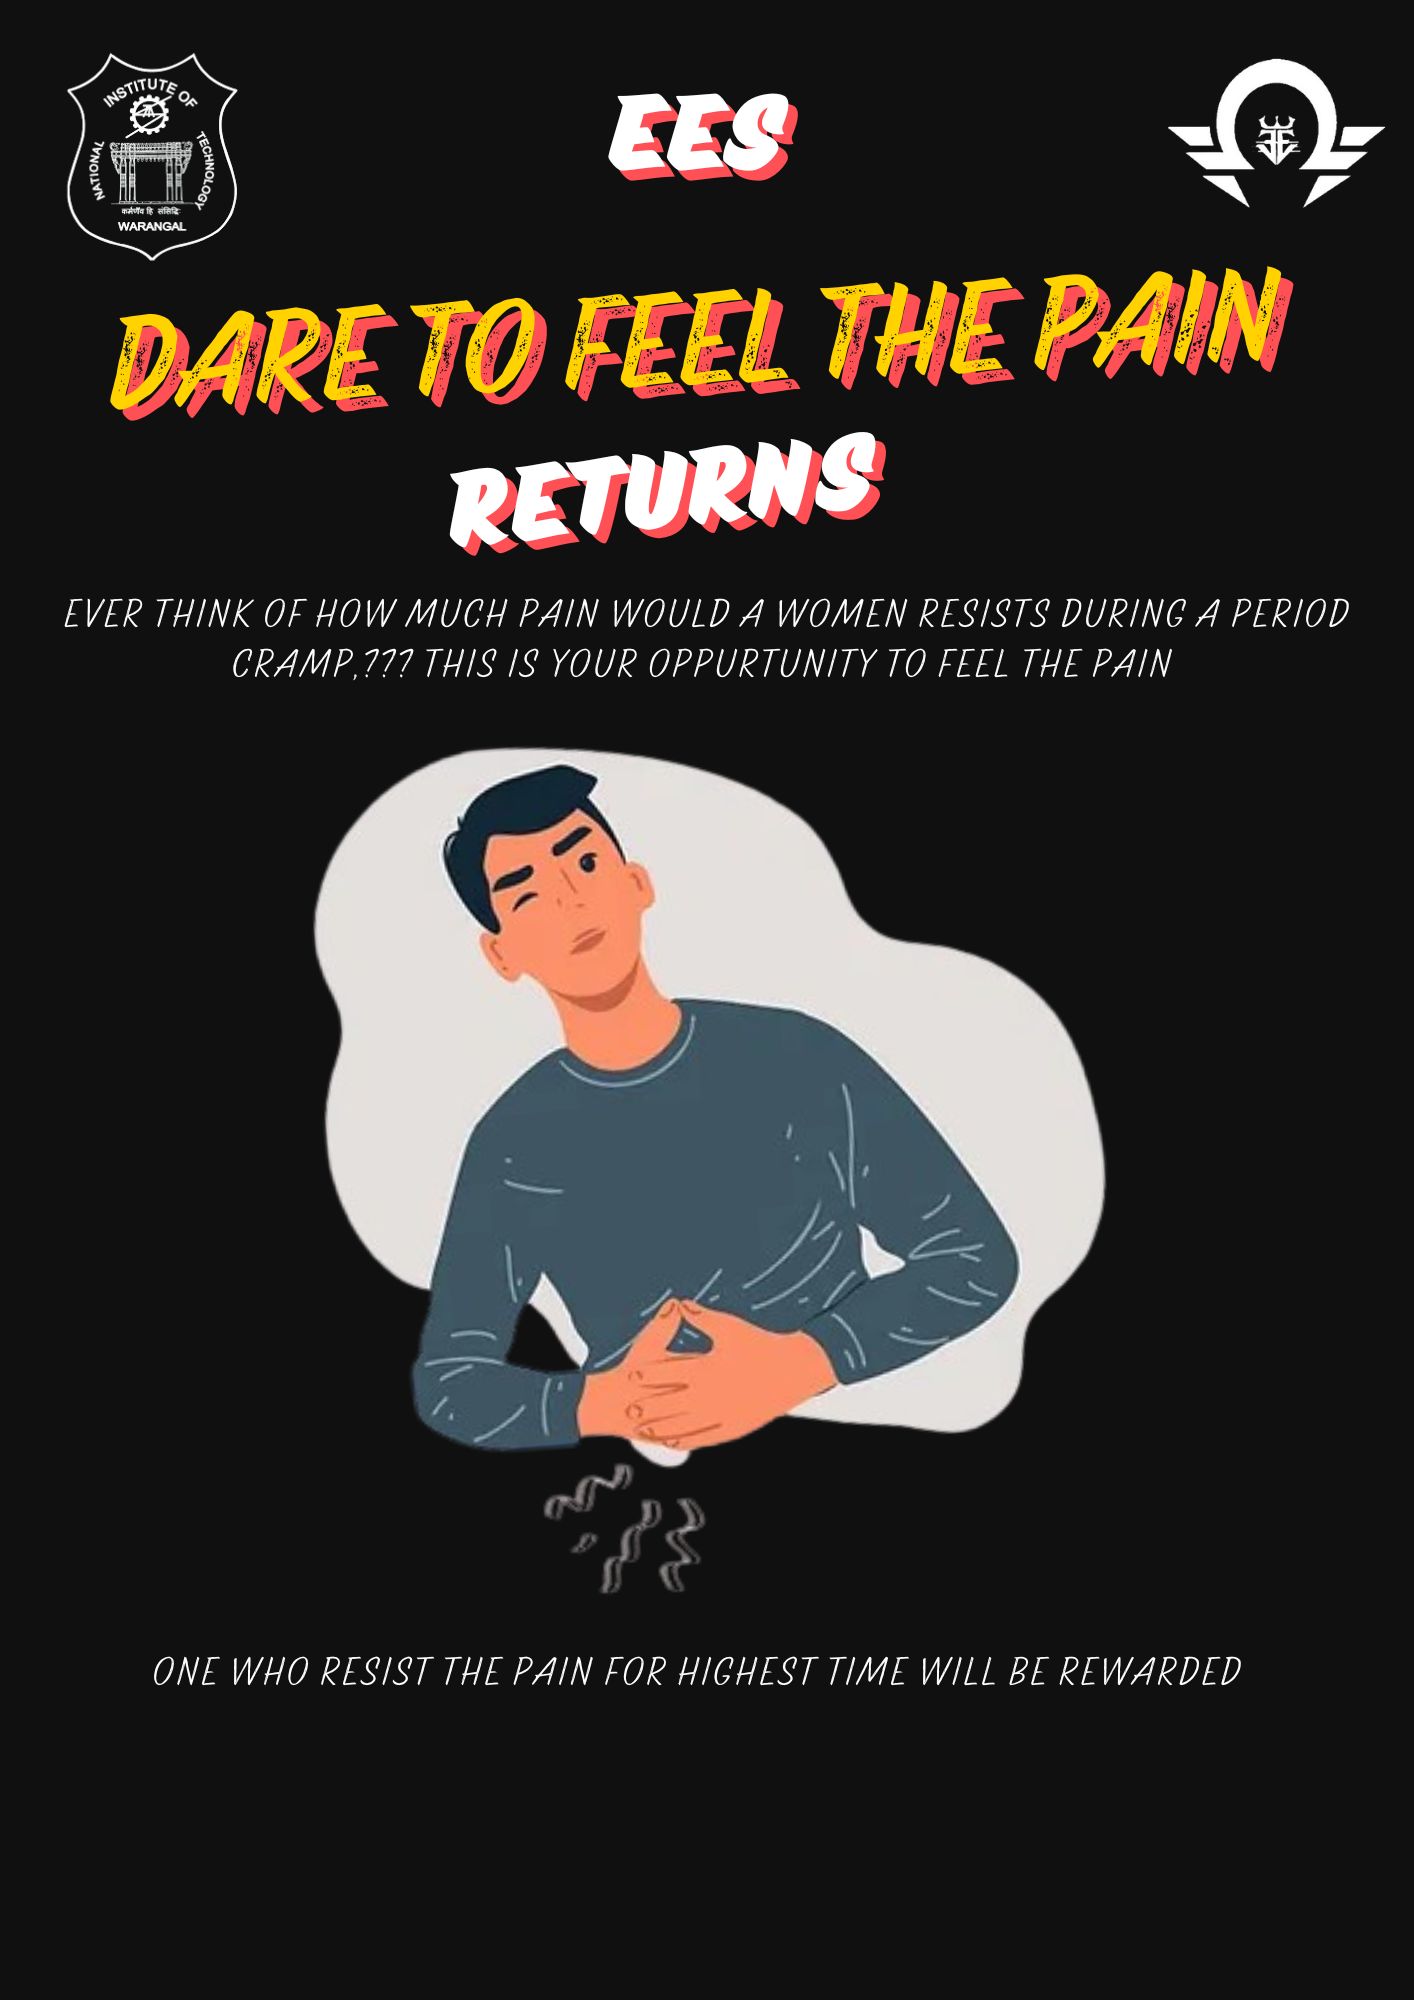 INSTITUTE OF
NATIONAL
TECHNOLOGY
कर्मणैव हि संसिद्धिः
WARANGAL
EES
DARE TO FEEL THE PAIN
RETURNS
EVER THINK OF HOW MUCH PAIN WOULD A WOMEN RESISTS DURING A PERIOD
CRAMP,??? THIS IS YOUR OPPURTUNITY TO FEEL THE PAIN
ONE WHO RESIST THE PAIN FOR HIGHEST TIME WILL BE REWARDED